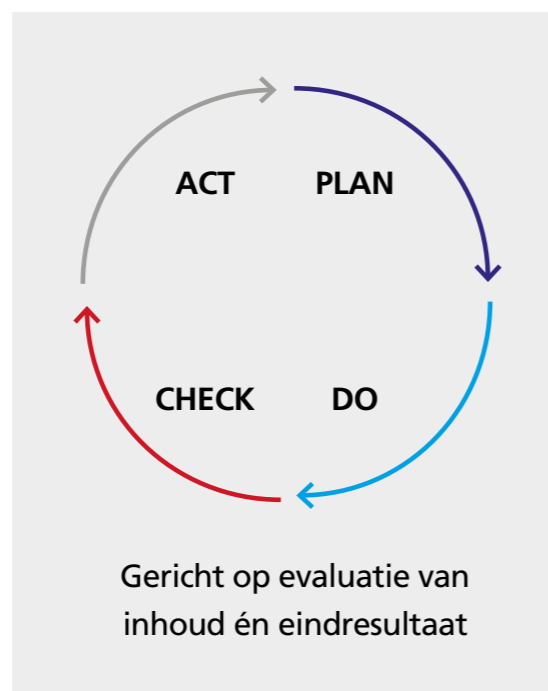 ACT PLAN
CHECK DO
Gericht op evaluatie van
inhoud én eindresultaat